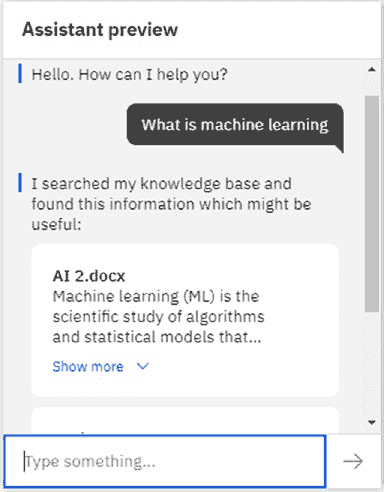 Assistant preview
Hello. How can I help you?
What is machine learning
I searched my knowledge base and
found this information which might be
useful:
AI 2.docx
Machine learning (ML) is the
scientific study of algorithms
and statistical models that...
Show more
Type something...